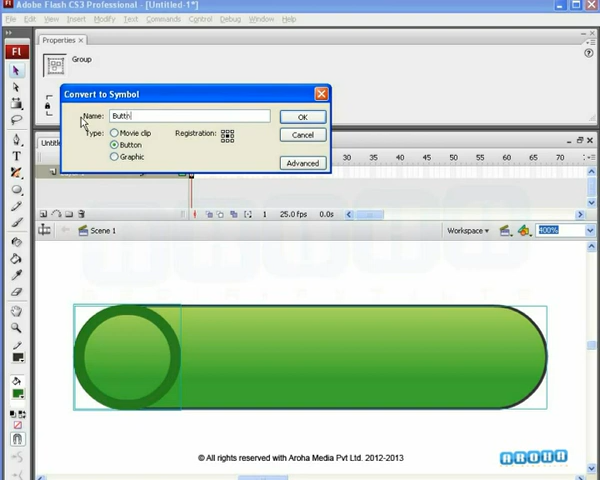 Adobe Flash CS3 Professional - [Untitled-1*]
File Edit View Insert Modify Text Commands Control Debug Window Help
Properties
Fl
Group
Convert to Symbol
Name:
OK
Type: Movie clip Registration:
Button
Cancel
Graphic
Advanced
30 35 40 45 50 55 60 65 70
1 25.0 fps 0.0s
Scene 1 Workspace 400%
© All rights reserved with Aroha Media Pvt Ltd. 2012-2013
AROHA